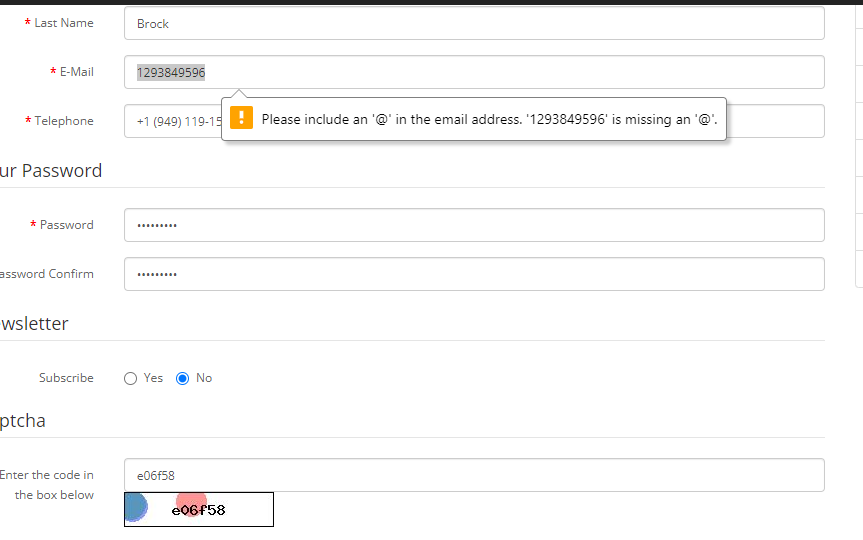 * Last Name Brock
* E-Mail 1293849596
Please include an '@' in the email address. '1293849596' is missing an '@'.
* Telephone +1 (949) 119-15
ur Password
* Password •••••••••
assword Confirm •••••••••
wsletter
Subscribe Yes No
ptcha
Enter the code in
the box below
e06f58
e06f58